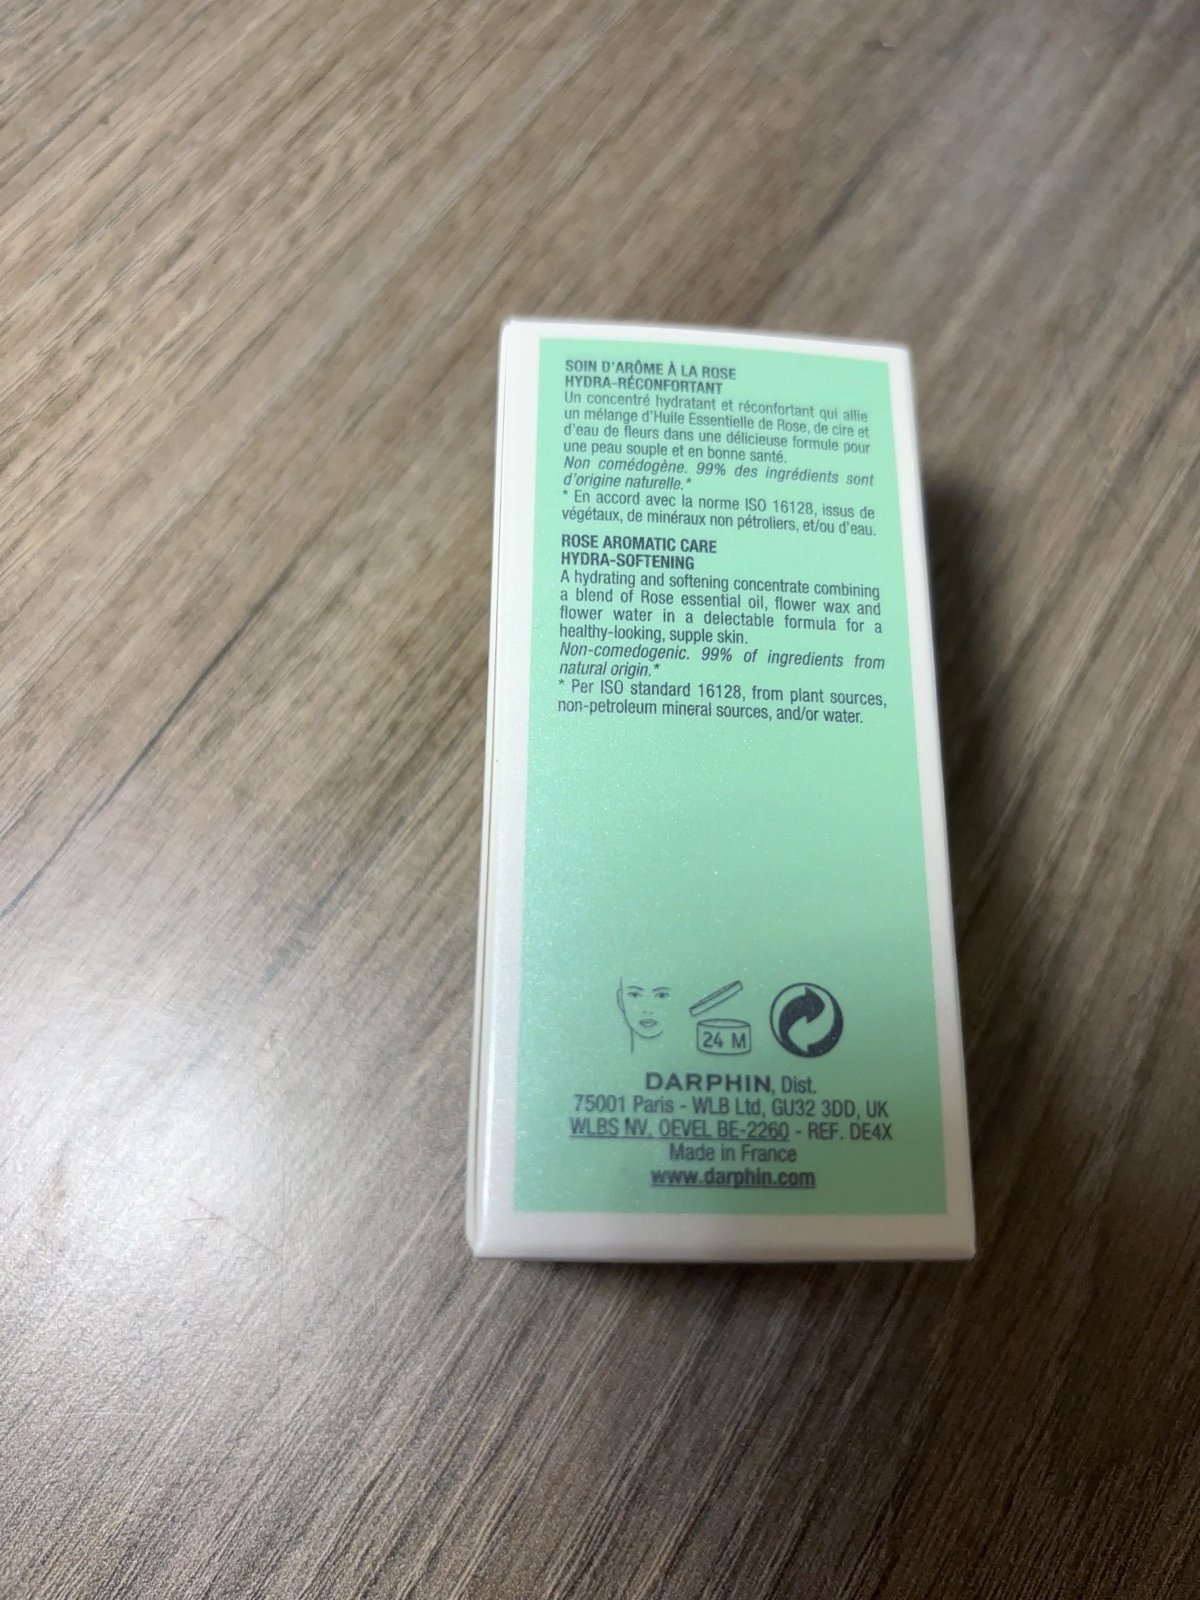 SOIN D'ARÔME À LA ROSE
HYDRA-RÉCONFORTANT
Un concentré hydratant et réconfortant qui allie
un mélange d'Huile Essentielle de Rose, de cire et
d'eau de fleurs dans une délicieuse formule pour
une peau souple et en bonne santé.
Non comédogène. 99% des ingrédients sont
d'origine naturelle.*
* En accord avec la norme ISO 16128, issus de
végétaux, de minéraux non pétroliers, et/ou d'eau.
ROSE AROMATIC CARE
HYDRA-SOFTENING
A hydrating and softening concentrate combining
a blend of Rose essential oil, flower wax and
flower water in a delectable formula for a
healthy-looking, supple skin.
Non-comedogenic. 99% of ingredients from
natural origin.*
* Per ISO standard 16128, from plant sources,
non-petroleum mineral sources, and/or water.
24 M
DARPHIN, Dist.
75001 Paris - WLB Ltd, GU32 3DD, UK
WLBS NV. OEVEL BE-2260 - REF. DE4X
Made in France
www.darphin.com